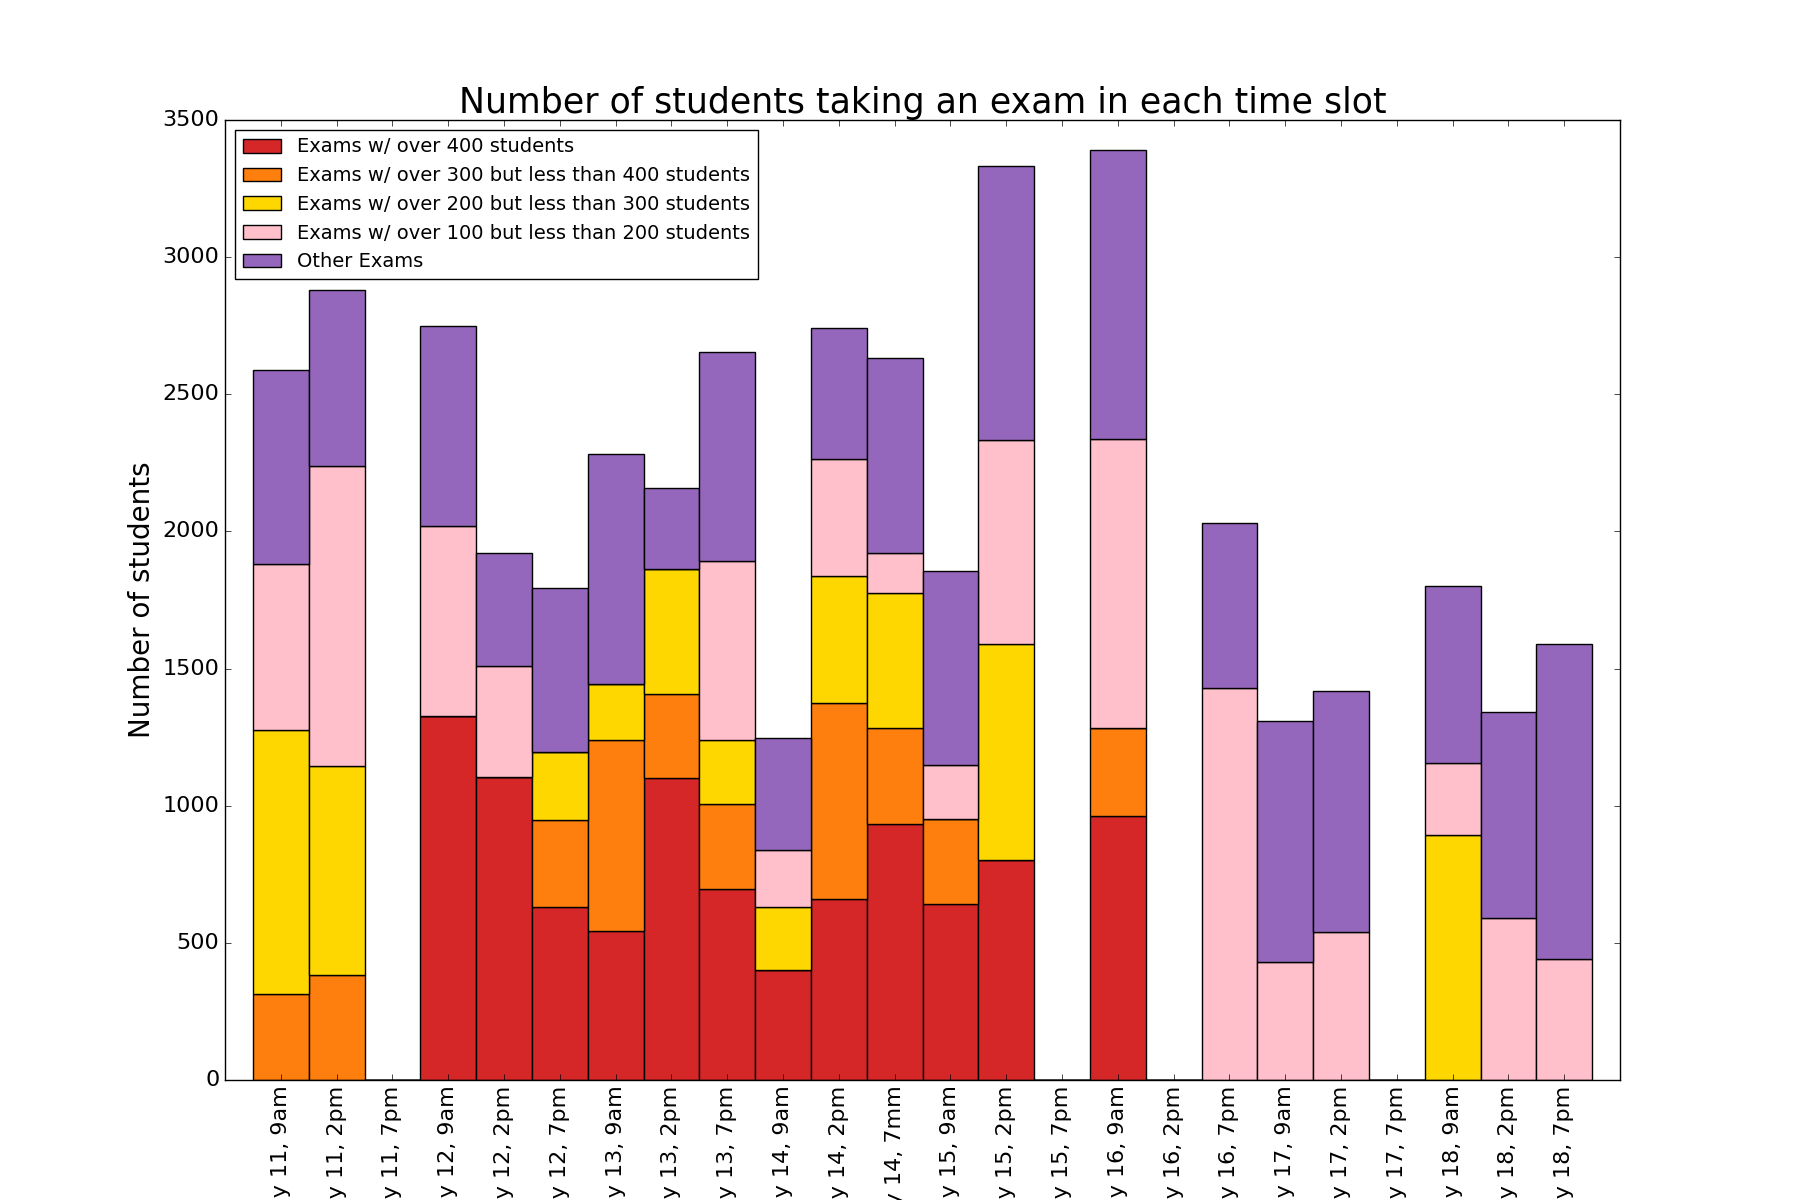 Number of students taking an exam in each time slot
3500
3000
2500
2000
1500
1000
500
0
Number of students
Exams w/ over 400 students
Exams w/ over 300 but less than 400 students
Exams w/ over 200 but less than 300 students
Exams w/ over 100 but less than 200 students
Other Exams
y 11, 9am
y 11, 2pm
y 11, 7pm
y 12, 9am
y 12, 2pm
y 12, 7pm
y 13, 9am
y 13, 2pm
y 13, 7pm
y 14, 9am
y 14, 2pm
y 14, 7mm
y 15, 9am
y 15, 2pm
y 15, 7pm
y 16, 9am
y 16, 2pm
y 16, 7pm
y 17, 9am
y 17, 2pm
y 17, 7pm
y 18, 9am
y 18, 2pm
y 18, 7pm